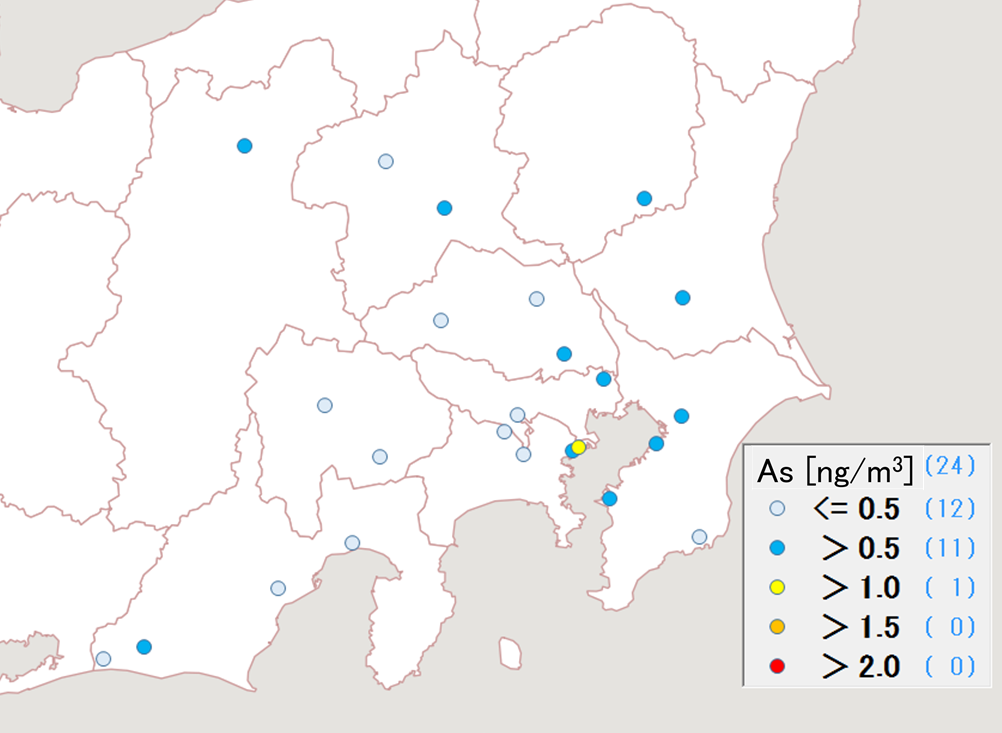 As [ng/m³] (24)
<= 0.5 (12)
> 0.5 (11)
> 1.0 ( 1)
> 1.5 ( 0)
> 2.0 ( 0)